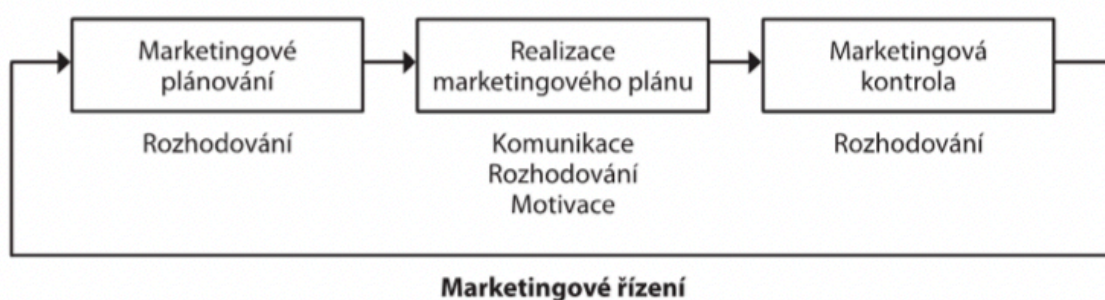 Marketingové
plánování
Realizace
marketingového plánu
Marketingová
kontrola
Rozhodování
Komunikace
Rozhodování
Motivace
Rozhodování
Marketingové řízení